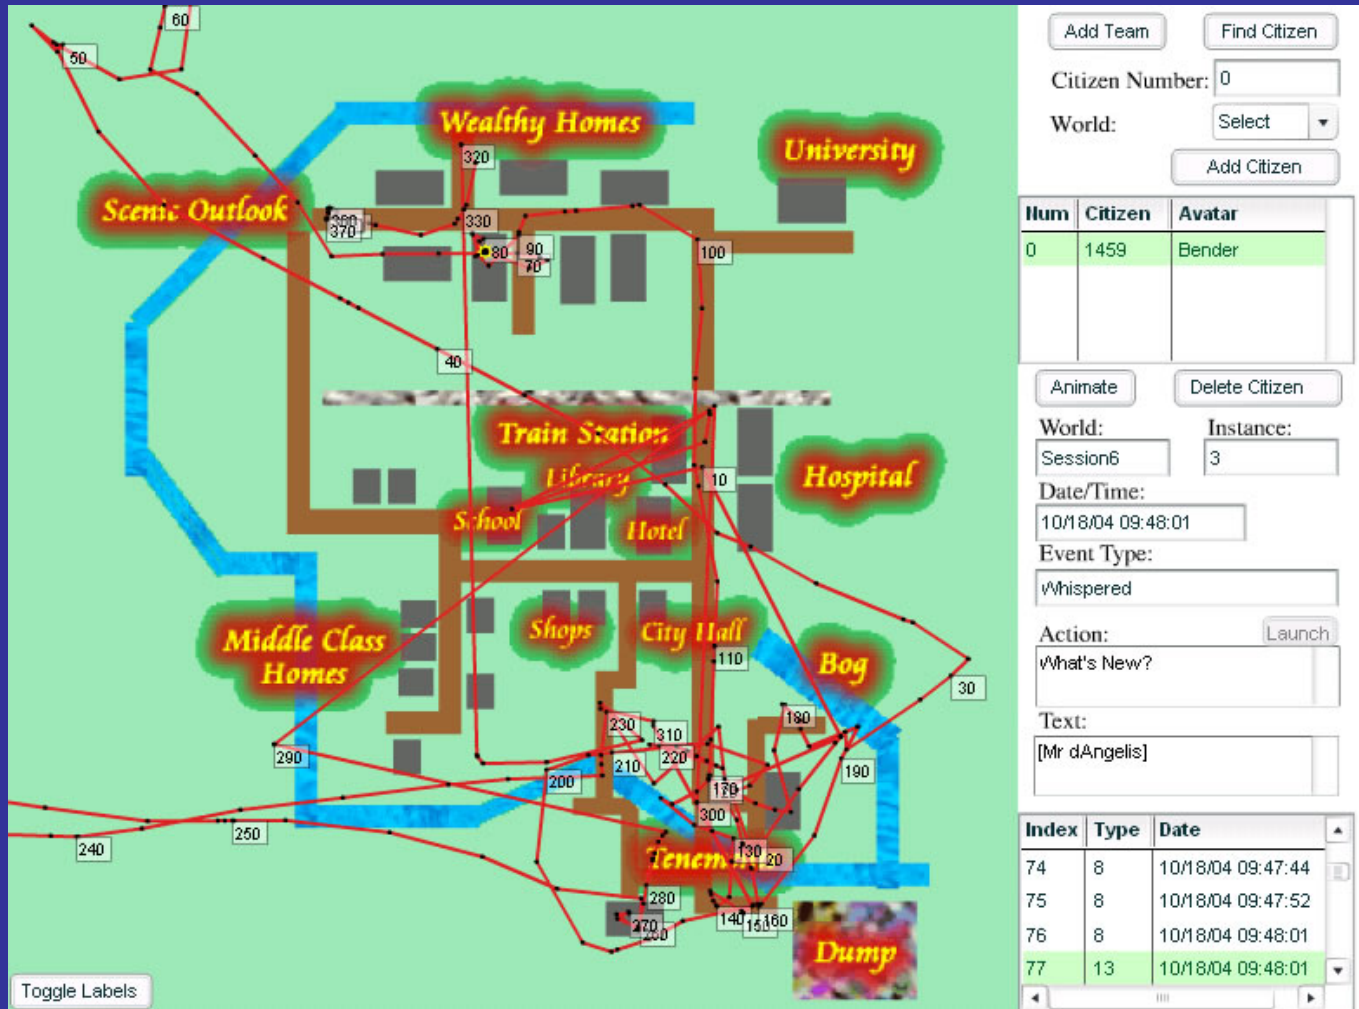 60
50
Wealthy Homes
University
Scenic Outlook
320
330
370
80
90
70
100
40
Train Station
Library
School
Hotel
Hospital
10
Middle Class
Homes
Shops
City Hall
Bog
110
30
180
190
230
310
220
210
200
170
290
300
240
250
130
20
280
270
140
160
Dump
Toggle Labels
Add Team
Find Citizen
Citizen Number: 0
World: Select
Add Citizen
Num Citizen Avatar
0 1459 Bender
Animate
Delete Citizen
World: Instance:
Session6 3
Date/Time:
10/18/04 09:48:01
Event Type:
Whispered
Action: Launch
What's New?
Text:
[Mr dAngelis]
Index Type Date
74 8 10/18/04 09:47:44
75 8 10/18/04 09:47:52
76 8 10/18/04 09:48:01
77 13 10/18/04 09:48:01